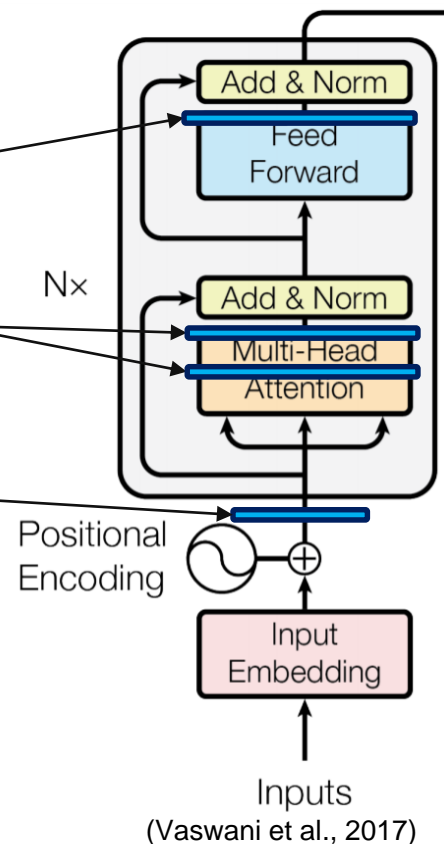 Add & Norm
Feed
Forward
N×
Add & Norm
Multi-Head
Attention
Positional
Encoding
Input
Embedding
Inputs
(Vaswani et al., 2017)